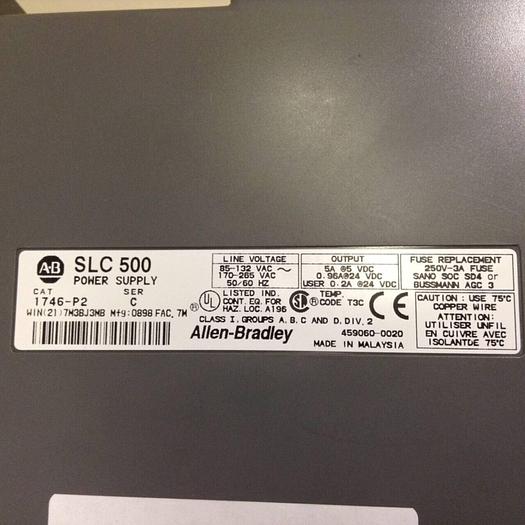 A·B
SLC 500
POWER SUPPLY
CAT SER
1746-P2 C
WIN(21)7M3BJ3MB Mfg:0898 FAC, 7M
LINE VOLTAGE
85-132 VAC ~
170-265 VAC
50/60 HZ
OUTPUT
5A @5 VDC
0.96A@24 VDC
USER 0.2A @24 VDC
FUSE REPLACEMENT
250V-3A FUSE
SANO SOC SD4 or
BUSSMANN AGC 3
UL
LISTED IND.
CONT. EQ. FOR
HAZ. LOC. A196
TEMP.
CODE T3C
CE
CLASS I, GROUPS A, B, C AND D, DIV. 2
Allen-Bradley
459060-0020
MADE IN MALAYSIA
CAUTION: USE 75°C
COPPER WIRE
ATTENTION:
UTILISER UNFIL
EN CUIVRE AVEC
ISOLANTDE 75°C